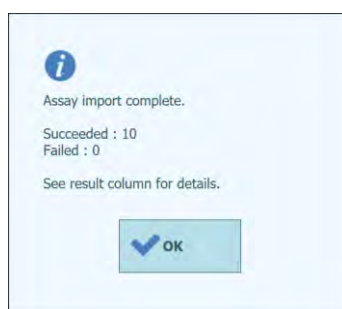 Assay import complete.
Succeeded : 10
Failed : 0
See result column for details.
OK